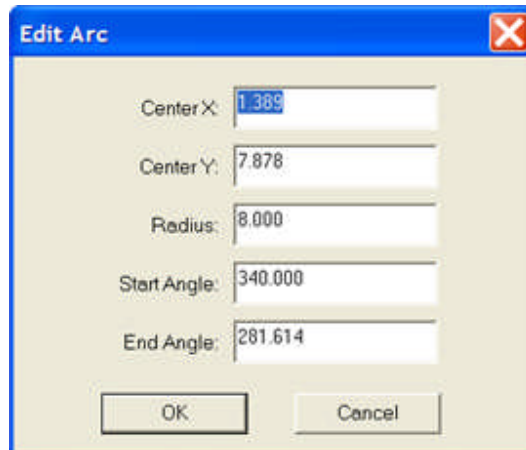 Edit Arc
Center X: 1.389
Center Y: 7.878
Radius: 8.000
Start Angle: 340.000
End Angle: 281.614
OK Cancel